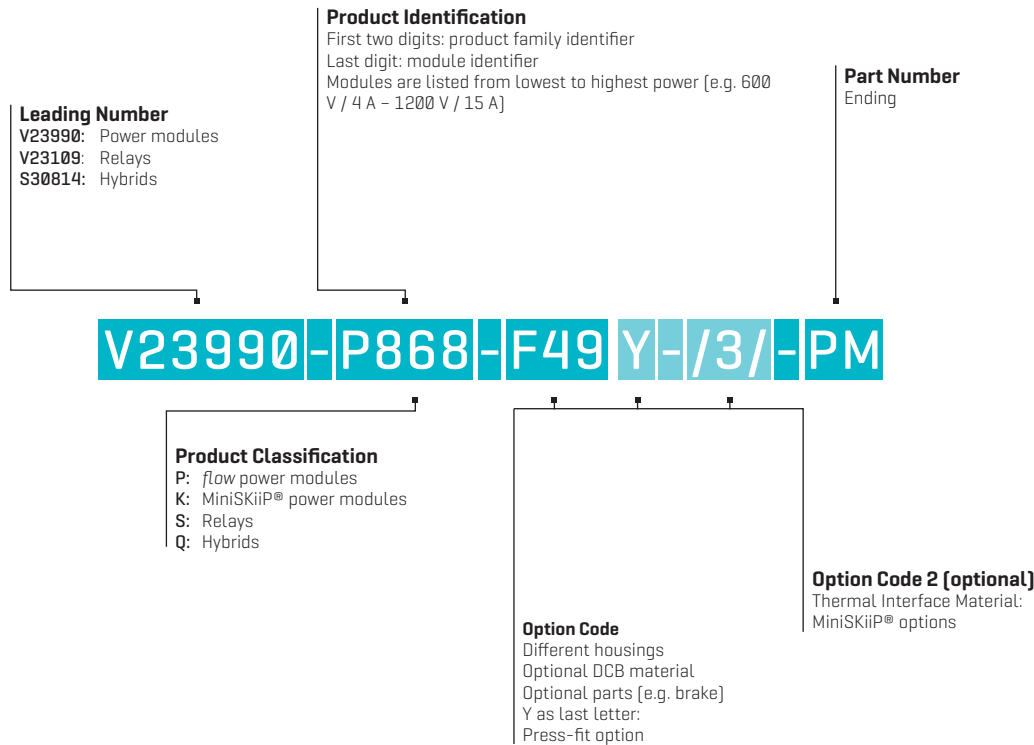 Product Identification
First two digits: product family identifier
Last digit: module identifier
Modules are listed from lowest to highest power (e.g. 600
V / 4 A – 1200 V / 15 A)
Part Number
Ending
Leading Number
V23990: Power modules
V23109: Relays
S30814: Hybrids
V23990-P868-F49 Y-/3/-PM
Product Classification
P: flow power modules
K: MiniSKiiP® power modules
S: Relays
Q: Hybrids
Option Code 2 (optional)
Thermal Interface Material:
MiniSKiiP® options
Option Code
Different housings
Optional DCB material
Optional parts (e.g. brake)
Y as last letter:
Press-fit option